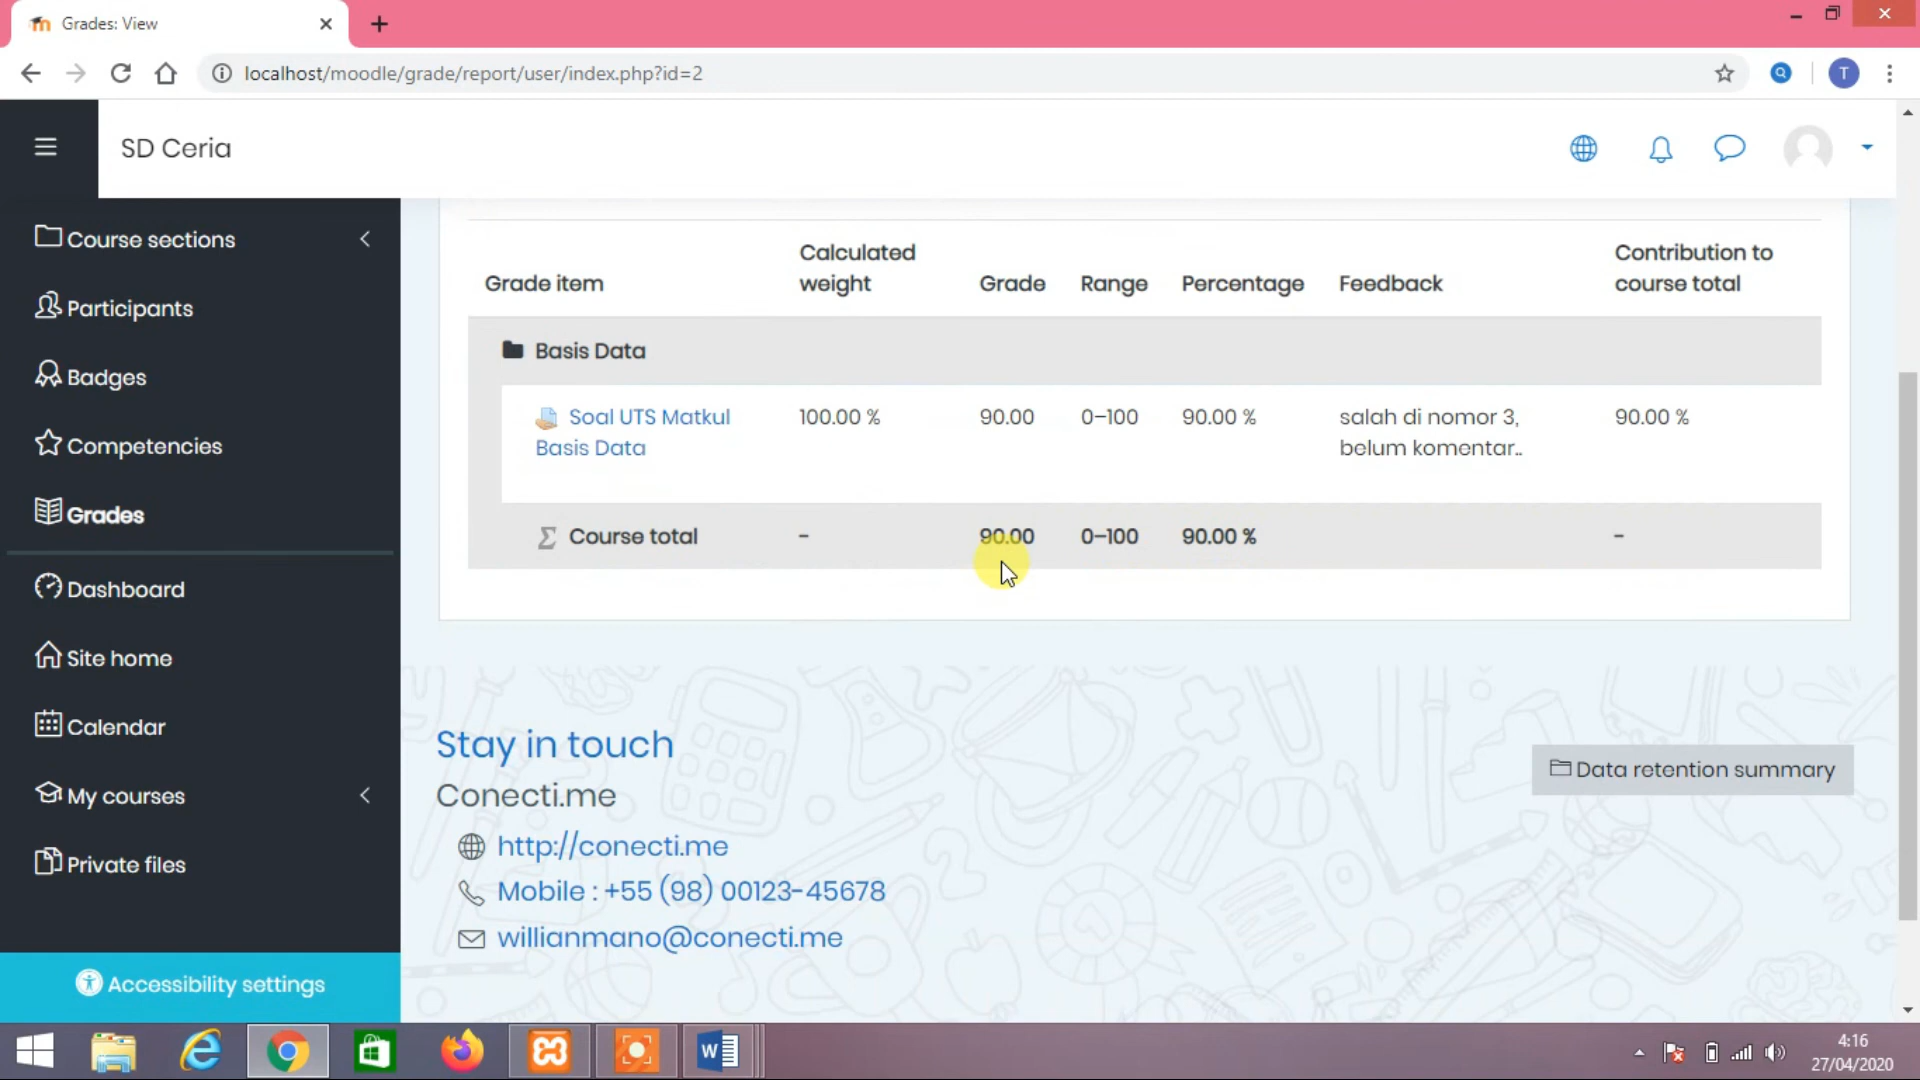 Grades: View
localhost/moodle/grade/report/user/index.php?id=2
T
SD Ceria
Course sections
Participants
Badges
Competencies
Grades
Dashboard
Site home
Calendar
My courses
Private files
Accessibility settings
Grade item
Calculated
weight
Grade
Range
Percentage
Feedback
Contribution to
course total
Basis Data
Soal UTS Matkul
Basis Data
100.00 %
90.00
0–100
90.00 %
salah di nomor 3,
belum komentar..
90.00 %
Course total
-
90.00
0–100
90.00 %
-
Stay in touch
Conecti.me
http://conecti.me
Mobile : +55 (98) 00123-45678
willianmano@conecti.me
Data retention summary
4:16
27/04/2020